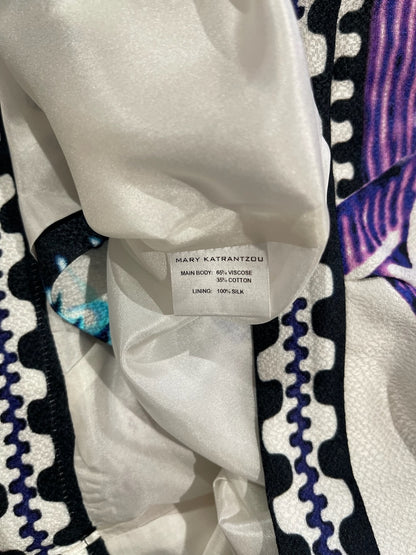 MARY KATRANTZOU
MAIN BODY: 65% VISCOSE
35% COTTON
LINING: 100% SILK